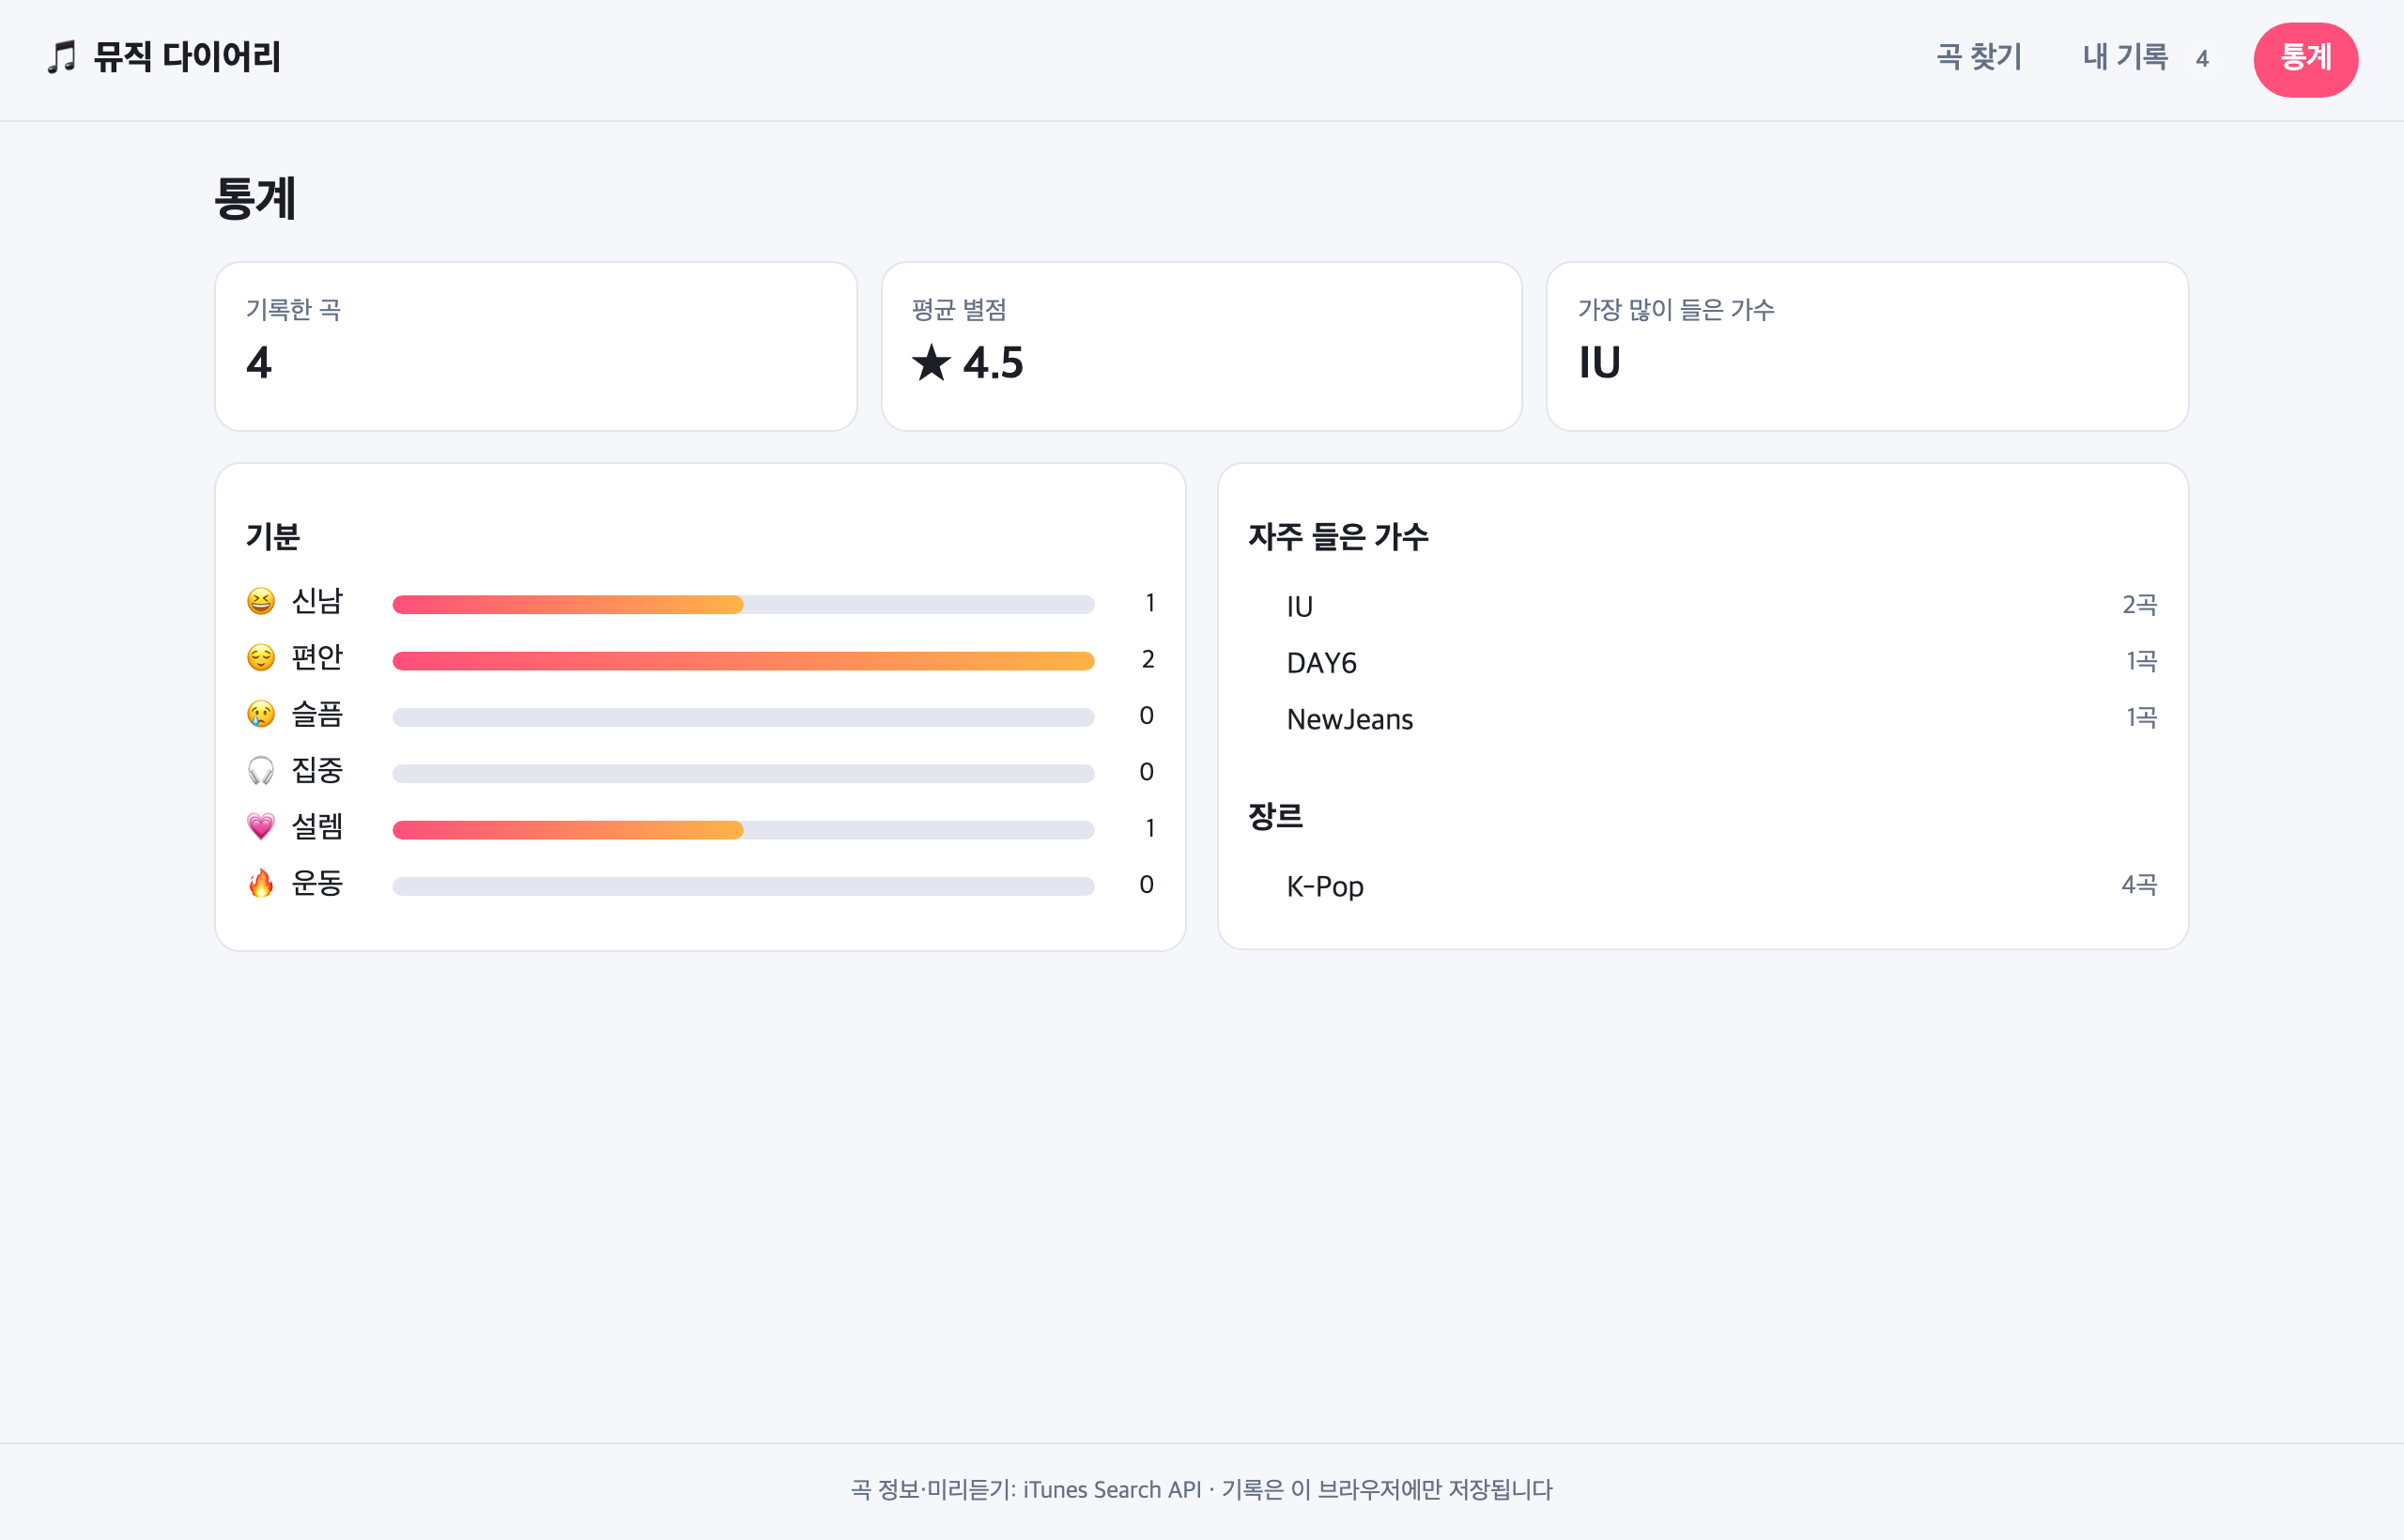 🎵 뮤직 다이어리
곡 찾기
내 기록 4
통계
통계
기록한 곡
4
평균 별점
★ 4.5
가장 많이 들은 가수
IU
기분
😆 신남 1
😌 편안 2
😢 슬픔 0
🎧 집중 0
💗 설렘 1
🔥 운동 0
자주 들은 가수
IU 2곡
DAY6 1곡
NewJeans 1곡
장르
K-Pop 4곡
곡 정보·미리듣기: iTunes Search API · 기록은 이 브라우저에만 저장됩니다